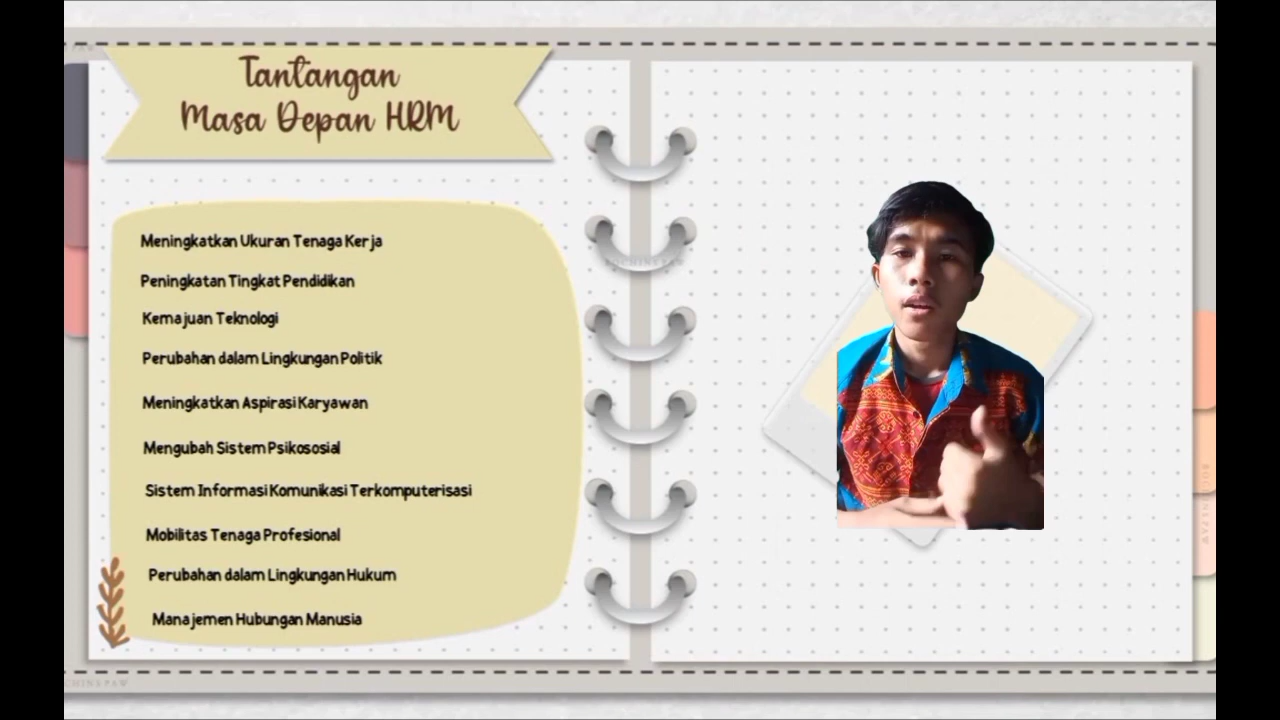 Tantangan
Masa Depan HRM
Meningkatkan Ukuran Tenaga Kerja
Peningkatan Tingkat Pendidikan
Kemajuan Teknologi
Perubahan dalam Lingkungan Politik
Meningkatkan Aspirasi Karyawan
Mengubah Sistem Psikososial
Sistem Informasi Komunikasi Terkomputerisasi
Mobilitas Tenaga Profesional
Perubahan dalam Lingkungan Hukum
Manajemen Hubungan Manusia